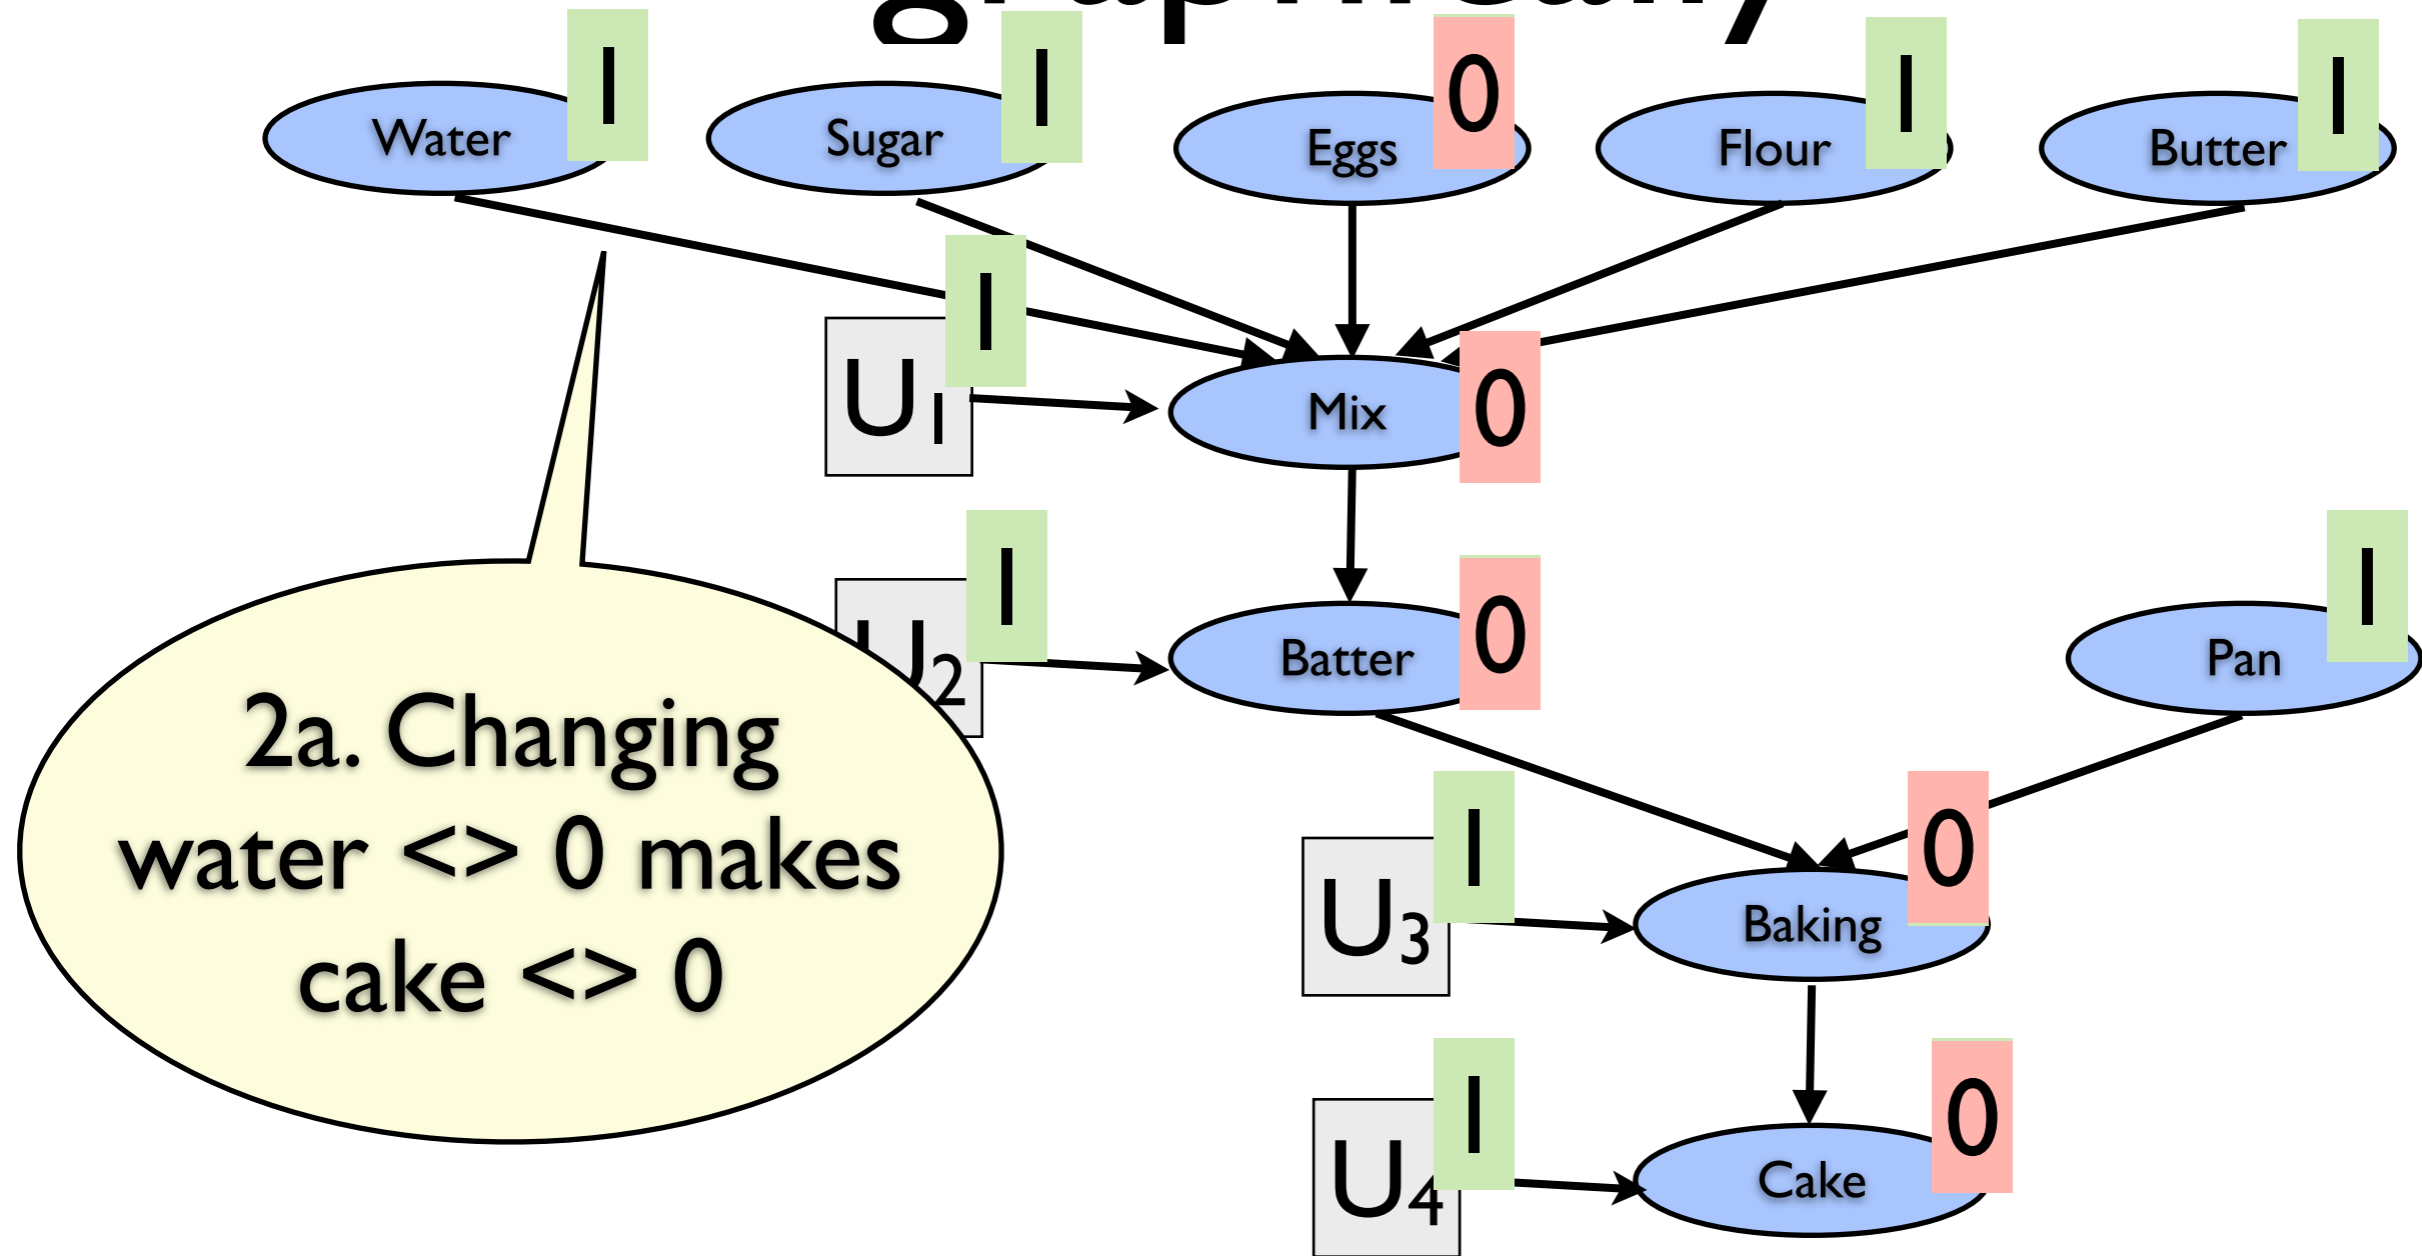 Water
1
Sugar
1
Eggs
0
Flour
1
Butter
1
U1
1
Mix
0
U2
1
Batter
0
Pan
1
2a. Changing
water <> 0 makes
cake <> 0
U3
1
Baking
0
U4
1
Cake
0